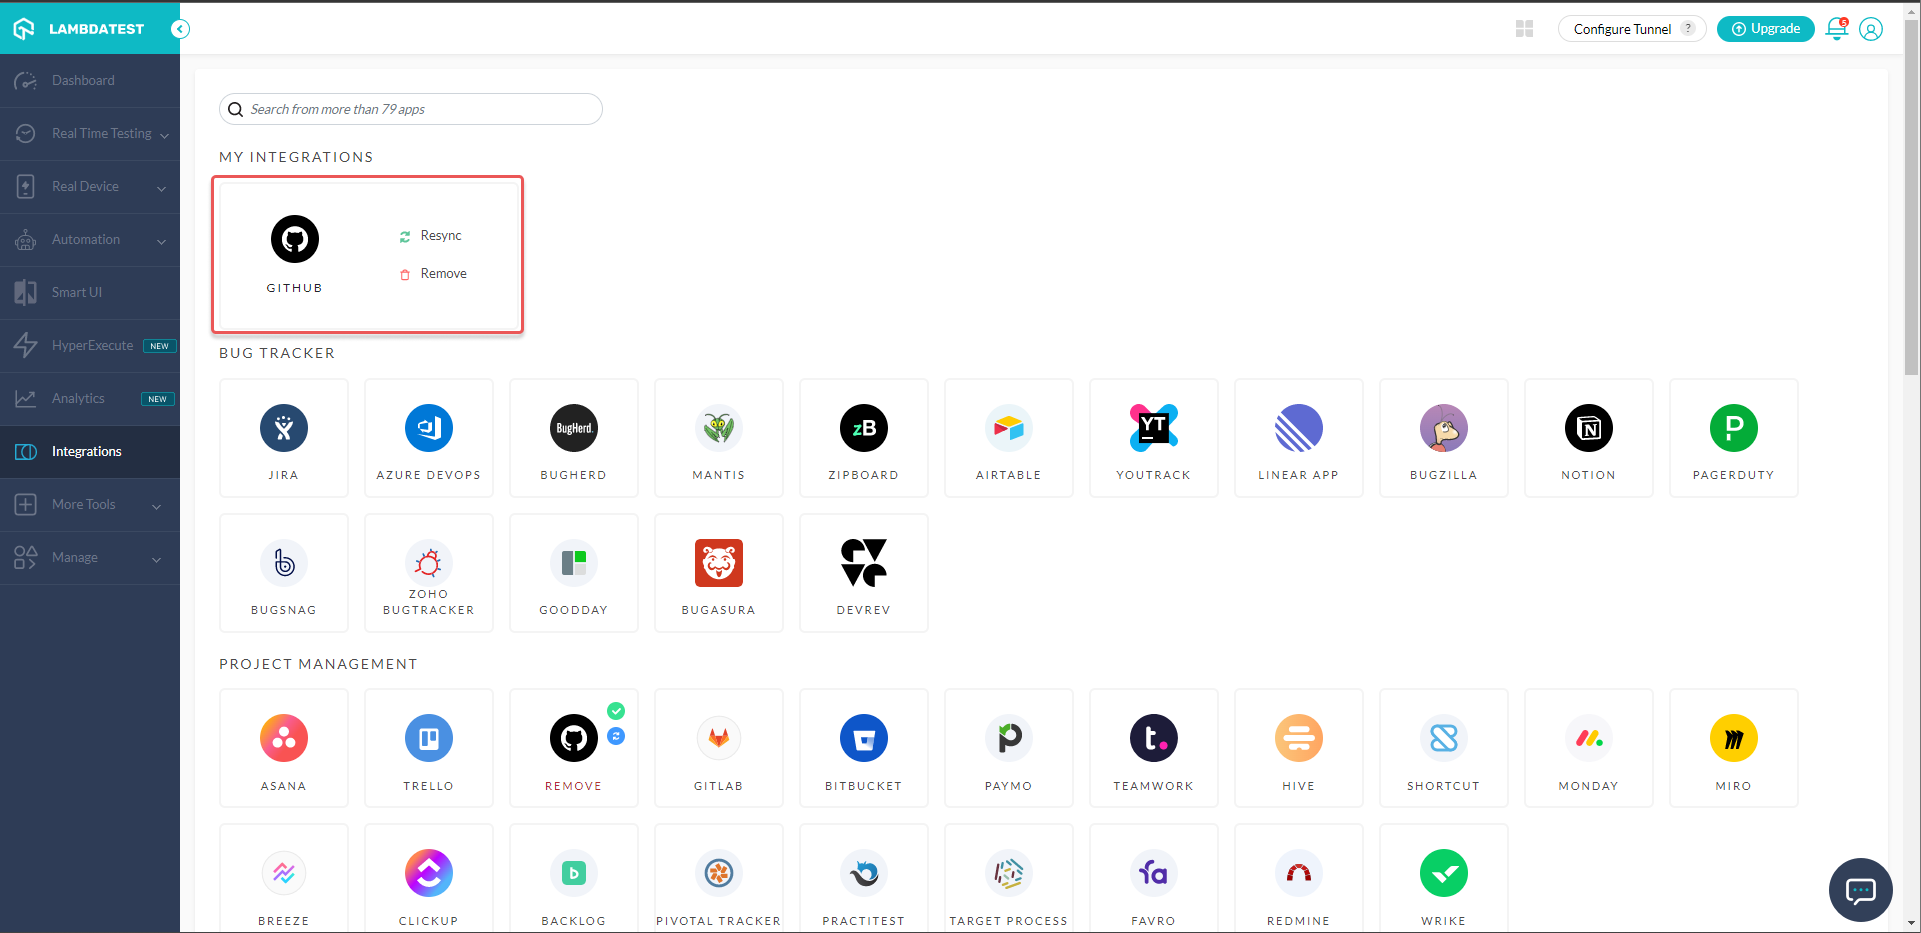 LAMBDATEST
Configure Tunnel ?
Upgrade
5
Dashboard
Real Time Testing
Real Device
Automation
Smart UI
HyperExecute NEW
Analytics NEW
Integrations
More Tools
Manage
Search from more than 79 apps
MY INTEGRATIONS
GITHUB
Resync
Remove
BUG TRACKER
JIRA
AZURE DEVOPS
BugHerd.
BUGHERD
MANTIS
zB
ZIPBOARD
AIRTABLE
YT
YOUTRACK
LINEAR APP
BUGZILLA
N
NOTION
P
PAGERDUTY
b
BUGSNAG
ZOHO
BUGTRACKER
GOODDAY
BUGASURA
DEVREV
PROJECT MANAGEMENT
ASANA
TRELLO
REMOVE
GITLAB
BITBUCKET
PAYMO
t.
TEAMWORK
HIVE
SHORTCUT
MONDAY
MIRO
BREEZE
CLICKUP
b
BACKLOG
PIVOTAL TRACKER
PRACTITEST
TARGET PROCESS
fa
FAVRO
REDMINE
WRIKE